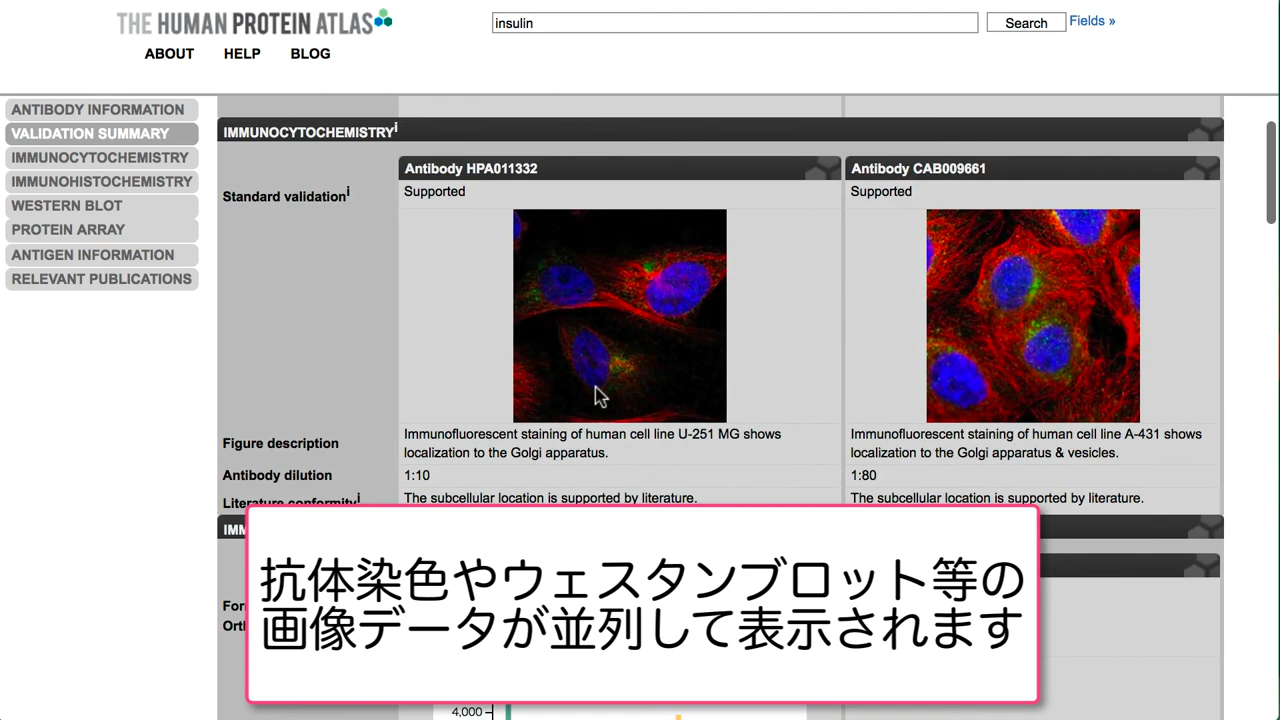 THE HUMAN PROTEIN ATLAS
insulin
Search
Fields »
ABOUT HELP BLOG
ANTIBODY INFORMATION
VALIDATION SUMMARY
IMMUNOCYTOCHEMISTRY
IMMUNOHISTOCHEMISTRY
WESTERN BLOT
PROTEIN ARRAY
ANTIGEN INFORMATION
RELEVANT PUBLICATIONS
IMMUNOCYTOCHEMISTRYi
Antibody HPA011332
Antibody CAB009661
Standard validationi
Supported
Supported
Figure description
Immunofluorescent staining of human cell line U-251 MG shows
localization to the Golgi apparatus.
Immunofluorescent staining of human cell line A-431 shows
localization to the Golgi apparatus & vesicles.
Antibody dilution
1:10
1:80
Literature conformityi
The subcellular location is supported by literature.
The subcellular location is supported by literature.
抗体染色やウェスタンブロット等の
画像データが並列して表示されます
4,000